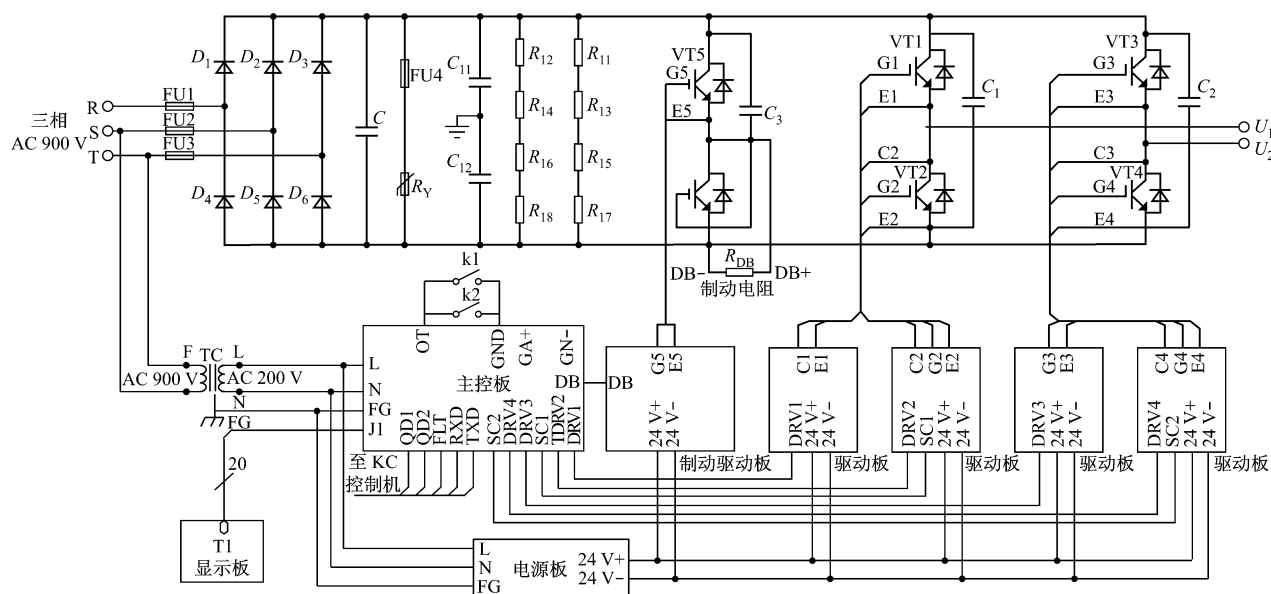 D1
D2
D3
FU1
R
三相
AC 900 V
S
FU2
T
FU3
D4
D5
D6
C
FU4
RY
C11
C12
R12
R14
R16
R18
R11
R13
R15
R17
VT5
G5
E5
C3
RDB
DB−
DB+
制动电阻
VT1
G1
E1
C1
C2
VT2
G2
E2
VT3
G3
E3
C2
C3
VT4
G4
E4
U1
U2
k1
k2
OT
GND
GA+
GN-
L
主控板
N
DB
FG
J1
QD1
QD2
FLT
RXD
TXD
SC2
DRV4
DRV3
SC1
TDRV2
DRV1
至 KC
控制机
F
TC
L
AC 900 V
AC 200 V
N
FG
20
T1
显示板
G5
E5
DB
24 V+
24 V−
制动驱动板
C1
E1
DRV1
24 V+
24 V−
驱动板
C2
G2
E2
DRV2
SC1
24 V+
24 V−
驱动板
G3
E3
DRV3
24 V+
24 V−
驱动板
C4
G4
E4
DRV4
SC2
24 V+
24 V−
驱动板
L
N
电源板
FG
24 V+
24 V−